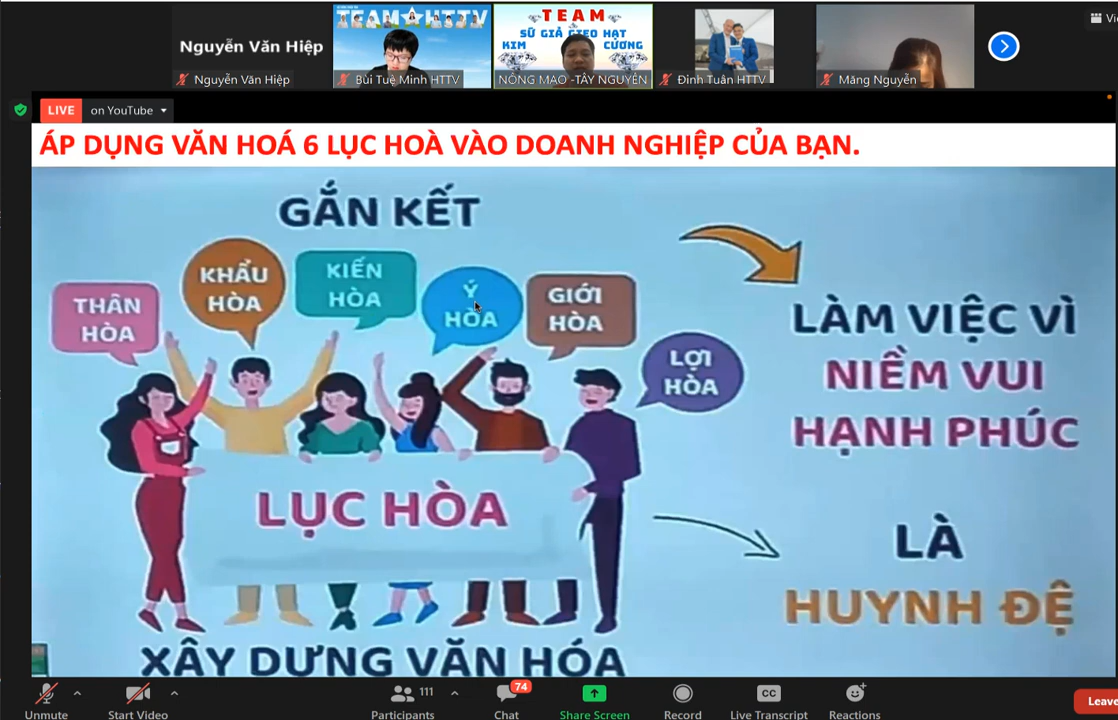 Nguyễn Văn Hiệp
Nguyễn Văn Hiệp
TEAM HTTV
Bùi Tuệ Minh HTTV
TEAM
SỨ GIẢ GIEO HẠT
KIM CƯƠNG
NÔNG MẠO -TÂY NGUYÊN
Đinh Tuân HTTV
Măng Nguyễn
LIVE on YouTube
ÁP DỤNG VĂN HOÁ 6 LỤC HOÀ VÀO DOANH NGHIỆP CỦA BẠN.
GẮN KẾT
THÂN
HÒA
KHẨU
HÒA
KIẾN
HÒA
Ý
HÒA
GIỚI
HÒA
LỢI
HÒA
LỤC HÒA
XÂY DỰNG VĂN HÓA
LÀM VIỆC VÌ
NIỀM VUI
HẠNH PHÚC
LÀ
HUYNH ĐỆ
Unmute
Start Video
111
Participants
74
Chat
Share Screen
Record
CC
Live Transcript
Reactions
Leave